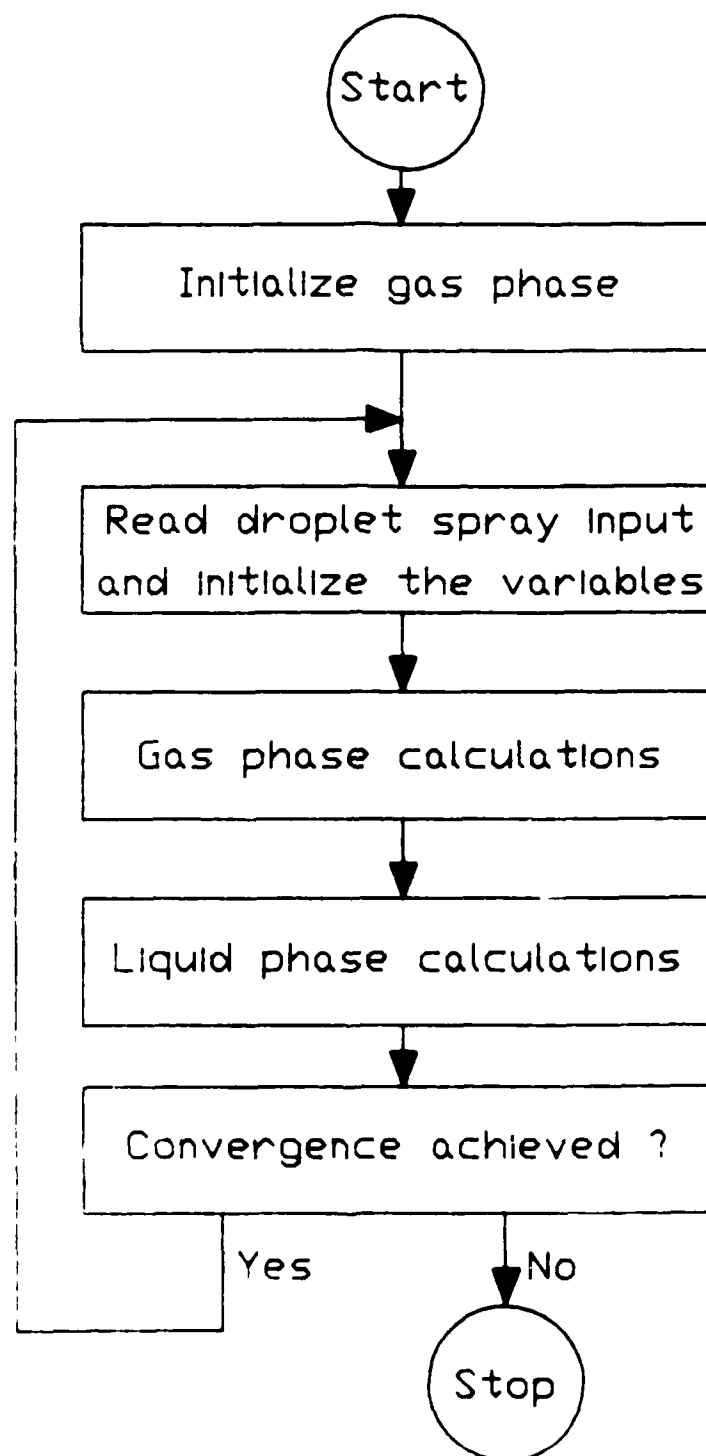 Start
Initialize gas phase
Read droplet spray input
and initialize the variables
Gas phase calculations
Liquid phase calculations
Convergence achieved ?
Yes
No
Stop